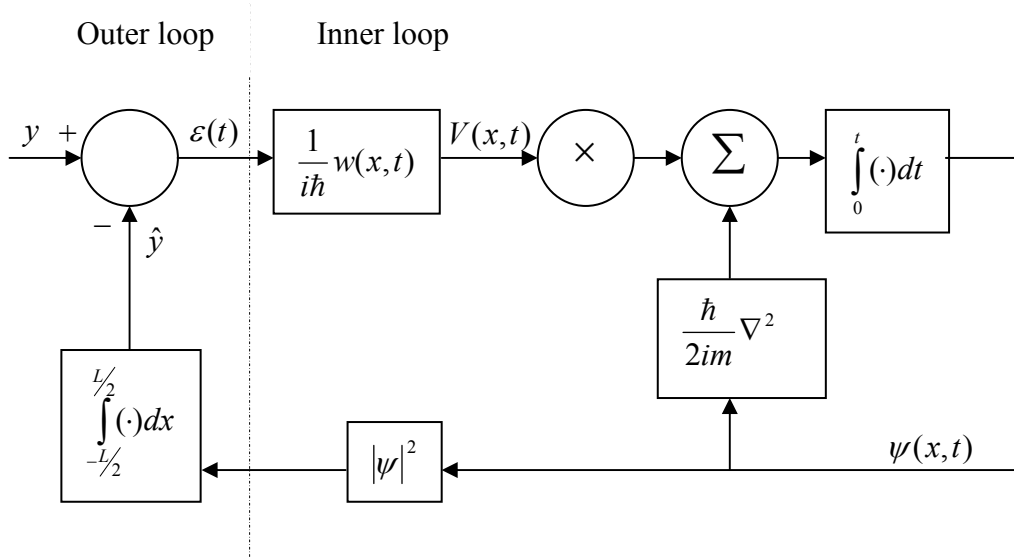 Outer loop
Inner loop
y +
ε(t)
1/iħ w(x,t)
V(x,t)
×
Σ
∫₀ᵗ(·)dt
−
ŷ
ħ/2im ∇²
∫_{-L/2}^{L/2}(·)dx
|ψ|²
ψ(x,t)